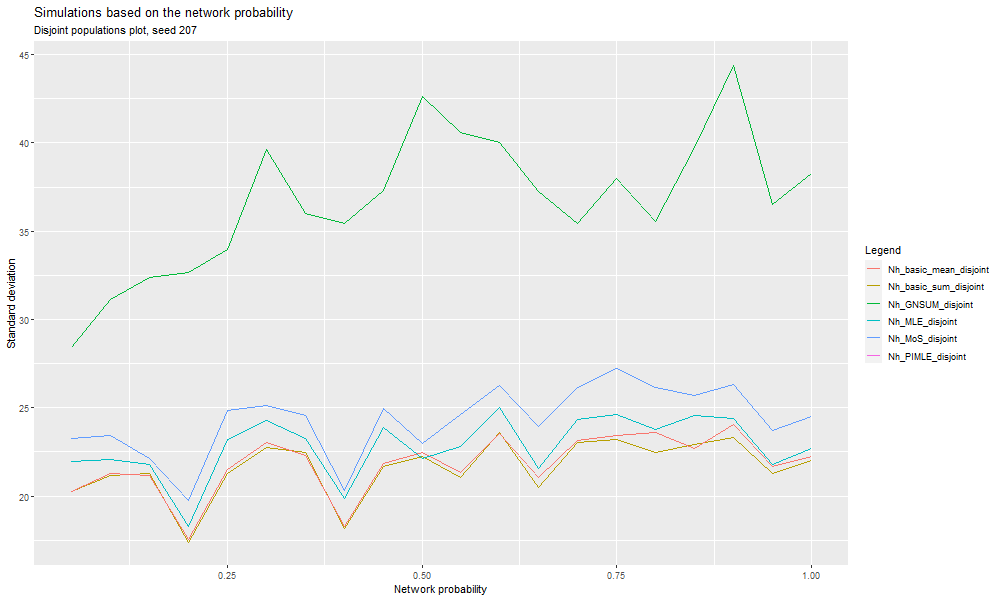 Simulations based on the network probability
Disjoint populations plot, seed 207
45
40
35
30
25
20
Standard deviation
0.25 0.50 0.75 1.00
Network probability
Legend
Nh_basic_mean_disjoint
Nh_basic_sum_disjoint
Nh_GNSUM_disjoint
Nh_MLE_disjoint
Nh_MoS_disjoint
Nh_PIMLE_disjoint